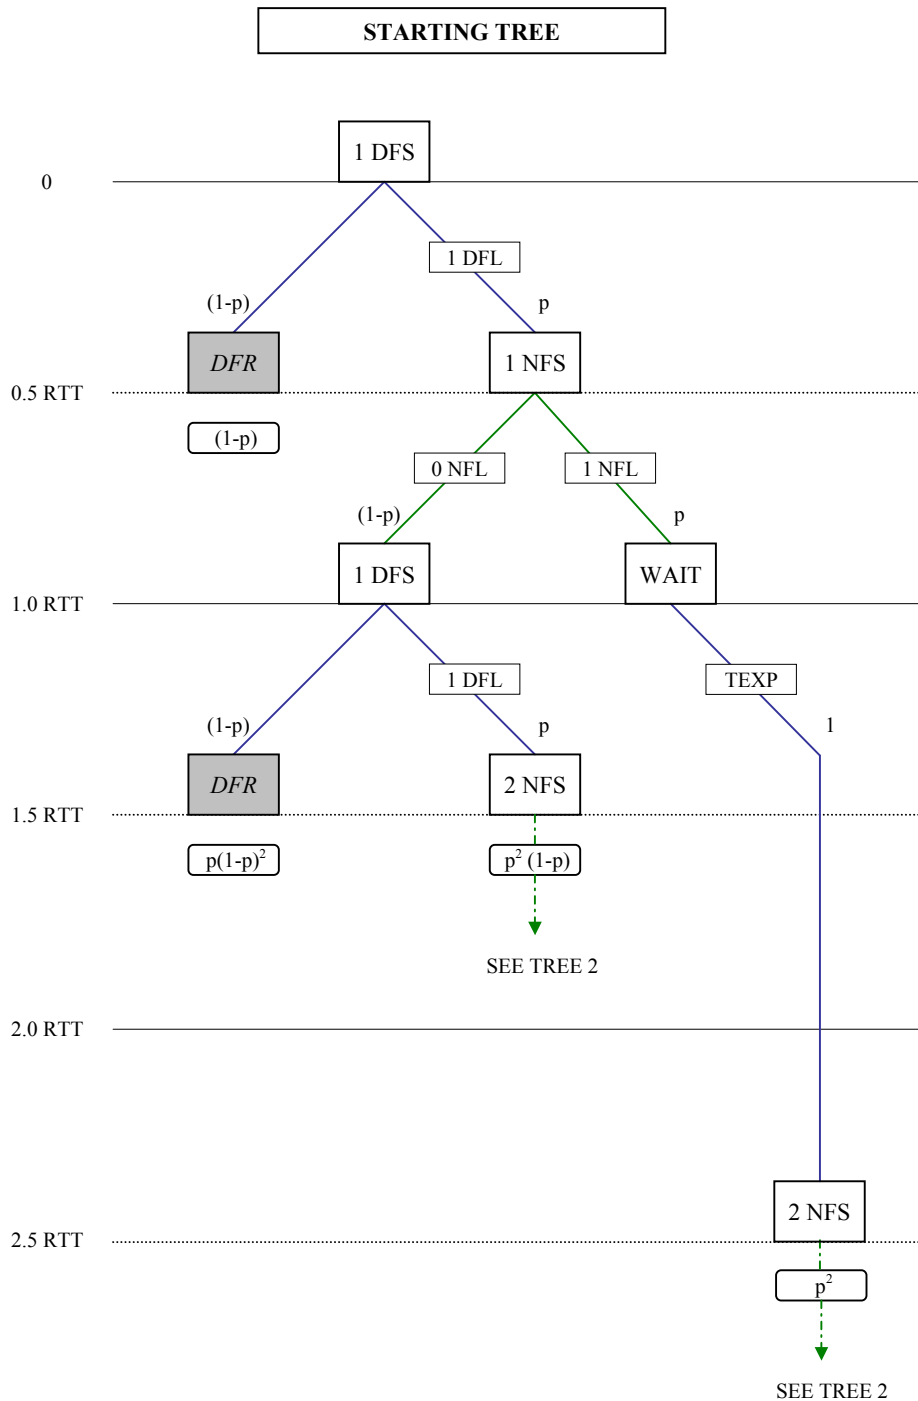 STARTING TREE
1 DFS
0
1 DFL
(1-p)
p
DFR
1 NFS
0.5 RTT
(1-p)
0 NFL
1 NFL
(1-p)
p
1 DFS
WAIT
1.0 RTT
1 DFL
TEXP
(1-p)
p
1
DFR
2 NFS
1.5 RTT
p(1-p)²
p² (1-p)
SEE TREE 2
2.0 RTT
2 NFS
2.5 RTT
p²
SEE TREE 2